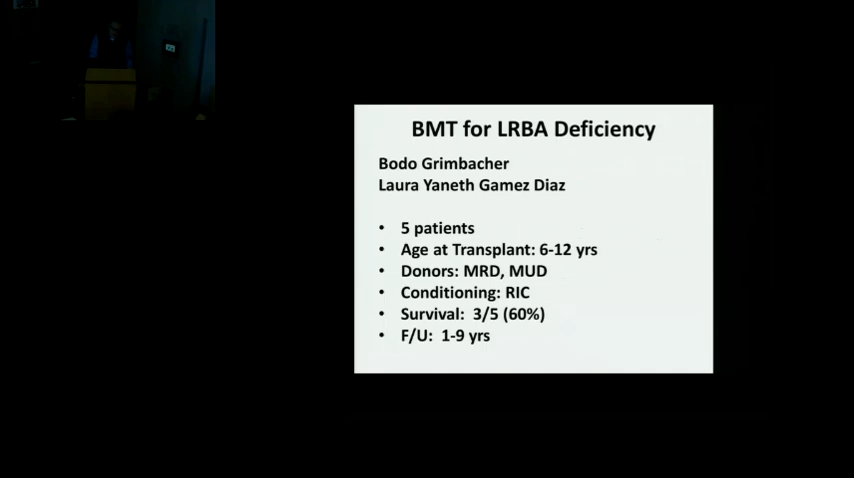 BMT for LRBA Deficiency
Bodo Grimbacher
Laura Yaneth Gamez Diaz
• 5 patients
• Age at Transplant: 6-12 yrs
• Donors: MRD, MUD
• Conditioning: RIC
• Survival: 3/5 (60%)
• F/U: 1-9 yrs